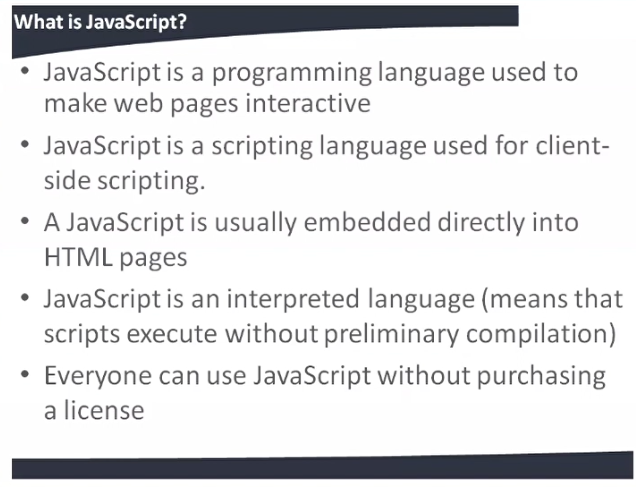 What is JavaScript?
• JavaScript is a programming language used to
make web pages interactive
• JavaScript is a scripting language used for client-
side scripting.
• A JavaScript is usually embedded directly into
HTML pages
• JavaScript is an interpreted language (means that
scripts execute without preliminary compilation)
• Everyone can use JavaScript without purchasing
a license